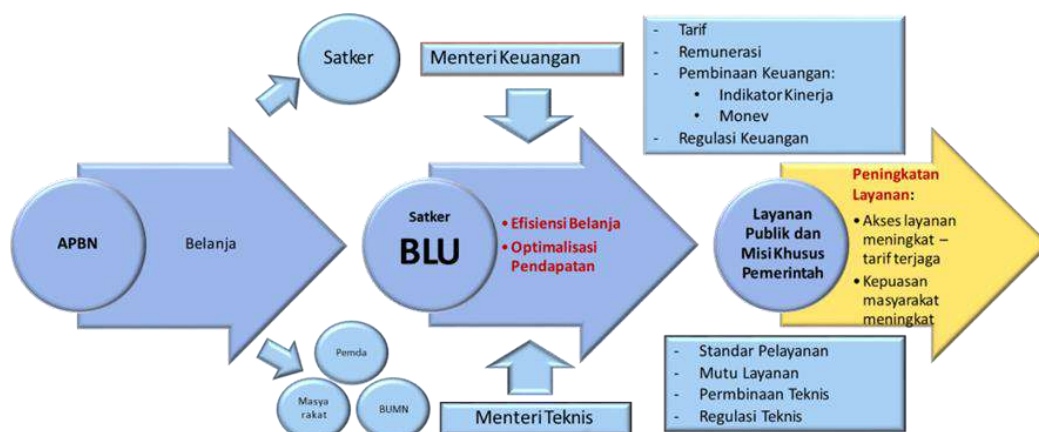 Satker
Menteri Keuangan
- Tarif
- Remunerasi
- Pembinaan Keuangan:
• Indikator Kinerja
• Monev
- Regulasi Keuangan
APBN
Belanja
Satker
BLU
• Efisiensi Belanja
• Optimalisasi
Pendapatan
Layanan
Publik dan
Misi Khusus
Pemerintah
Peningkatan
Layanan:
• Akses layanan
meningkat –
tarif terjaga
• Kepuasan
masyarakat
meningkat
Pemda
Masya
rakat
BUMN
Menteri Teknis
- Standar Pelayanan
- Mutu Layanan
- Permbinaan Teknis
- Regulasi Teknis